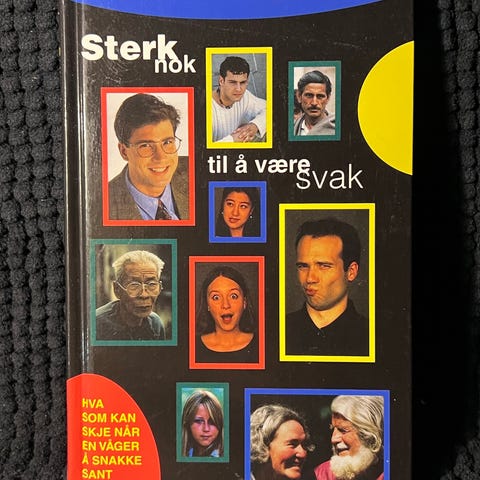 Sterk
nok
til å være
svak
HVA
SOM KAN
SKJE NÅR
EN VÅGER
Å SNAKKE
SANT